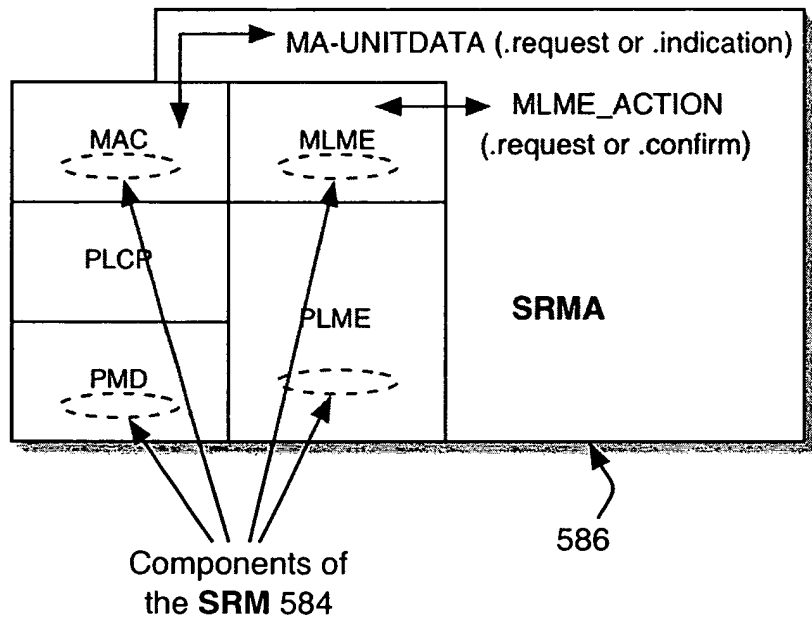 MA-UNITDATA (.request or .indication)
MAC
MLME
MLME_ACTION
(.request or .confirm)
PLCP
PLME
SRMA
PMD
586
Components of
the SRM 584